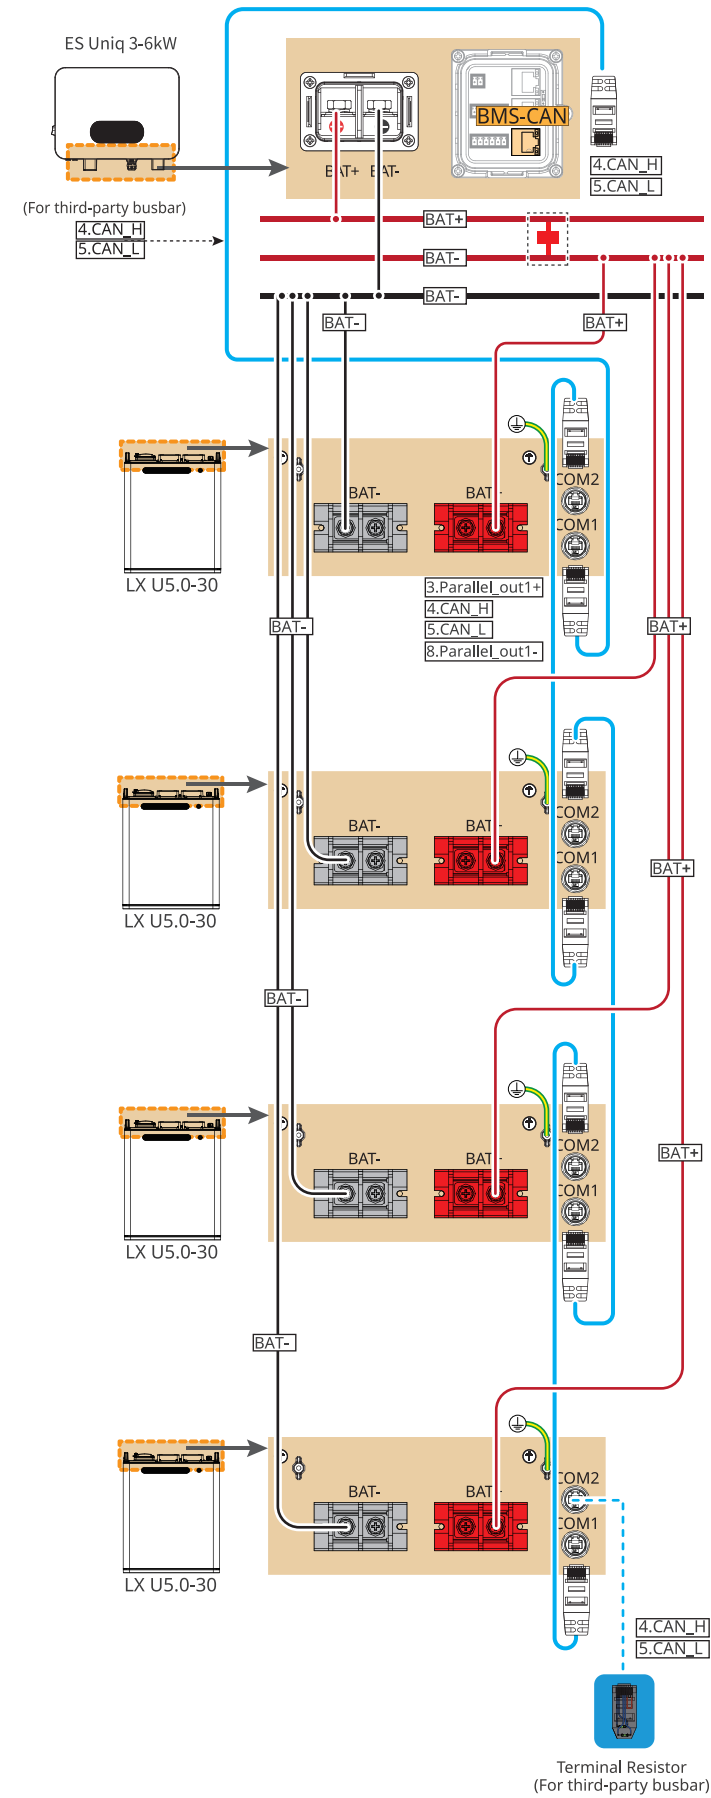 ES Uniq 3-6kW
BMS-CAN
4.CAN_H
5.CAN_L
BAT+ BAT-
(For third-party busbar)
4.CAN_H
5.CAN_L
BAT+
BAT-
BAT-
BAT-
BAT+
COM2
BAT-
BAT+
COM1
LX U5.0-30
3.Parallel_out1+
4.CAN_H
5.CAN_L
8.Parallel_out1-
BAT-
BAT+
COM2
BAT-
BAT+
COM1
BAT+
LX U5.0-30
BAT-
COM2
BAT-
BAT+
BAT+
COM1
LX U5.0-30
BAT-
COM2
BAT-
BAT+
COM1
LX U5.0-30
4.CAN_H
5.CAN_L
Terminal Resistor
(For third-party busbar)